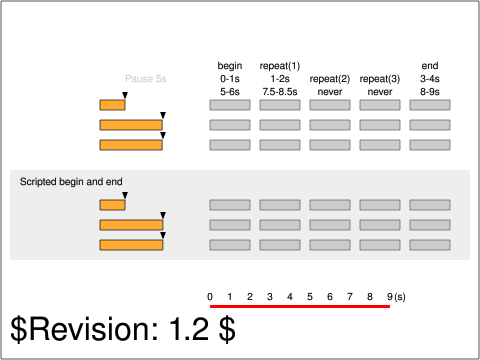 begin repeat(1) end
Pause 5s 0-1s 1-2s repeat(2) repeat(3) 3-4s
5-6s 7.5-8.5s never never 8-9s
Scripted begin and end
0 1 2 3 4 5 6 7 8 9 (s)
$Revision: 1.2 $